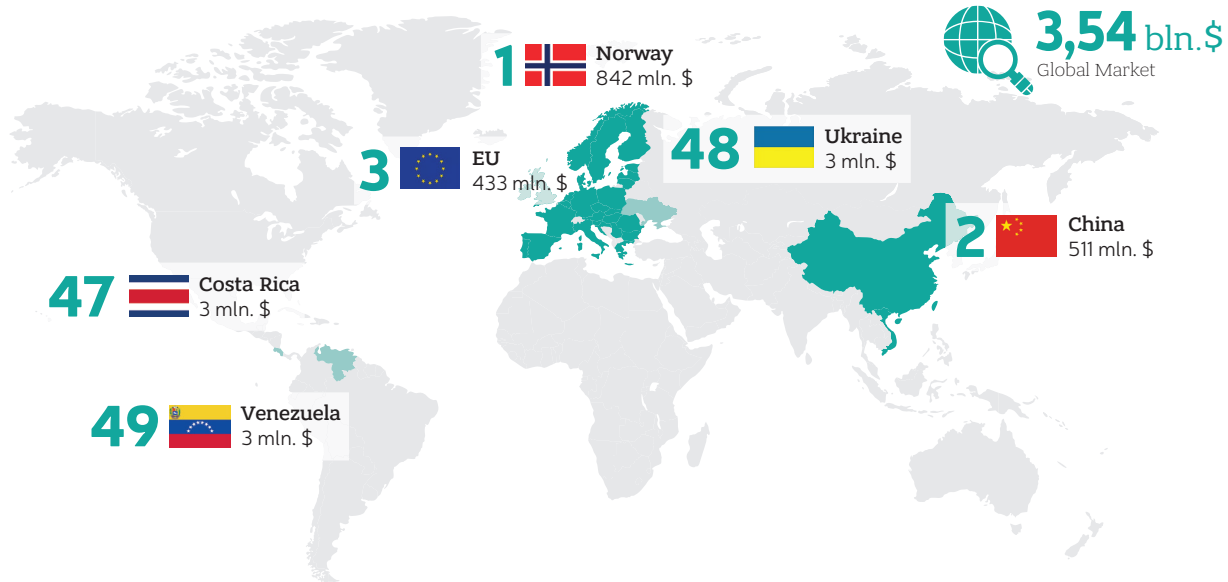 3,54 bln.$
Global Market
1
Norway
842 mln. $
3
EU
433 mln. $
48
Ukraine
3 mln. $
2
China
511 mln. $
47
Costa Rica
3 mln. $
49
Venezuela
3 mln. $